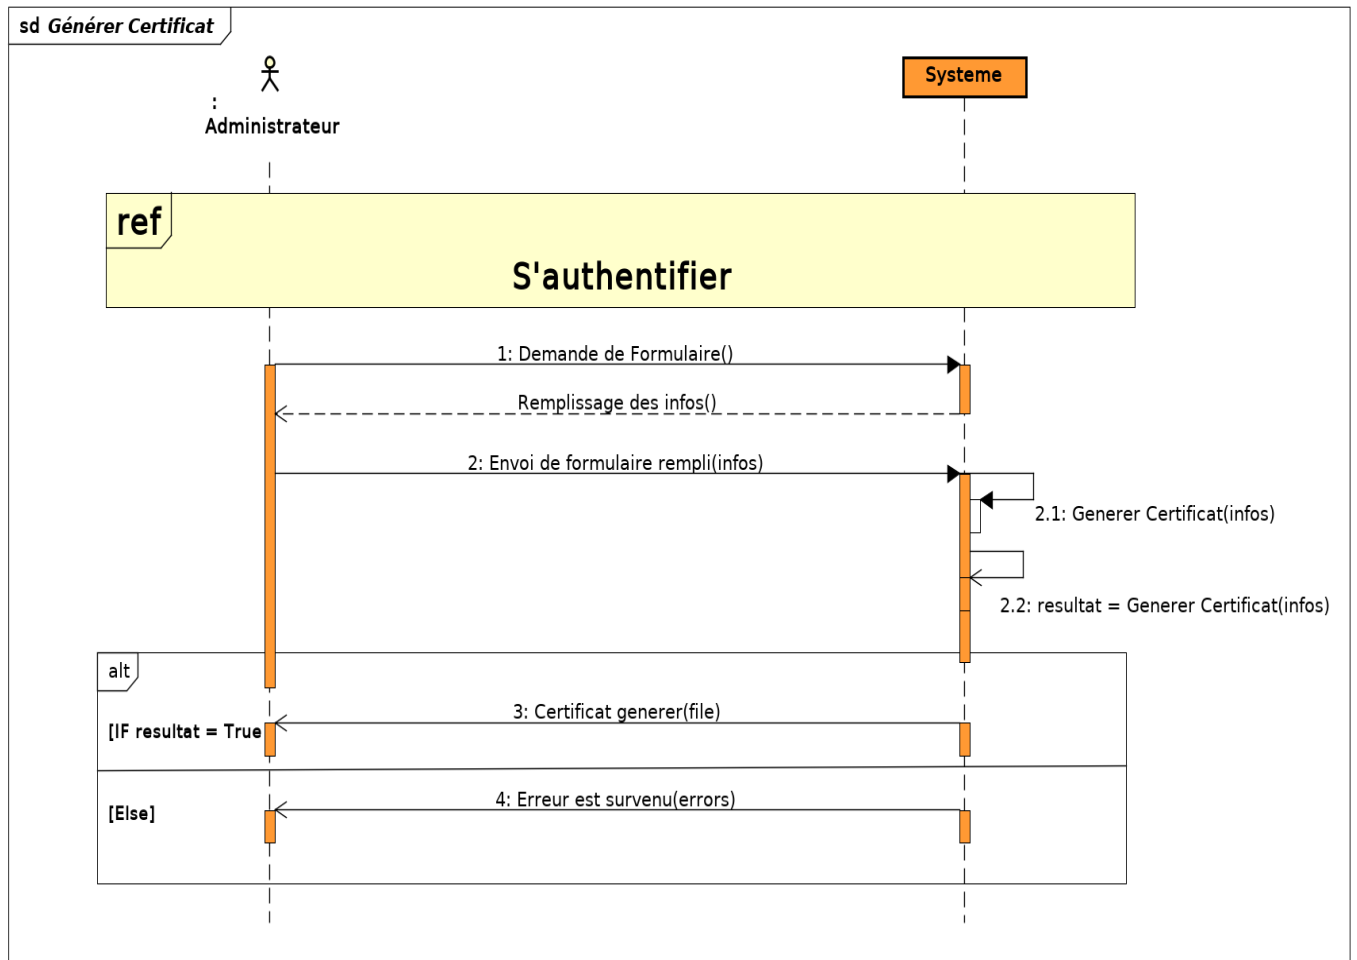 sd Générer Certificat
Systeme
:
Administrateur
ref
S'authentifier
1: Demande de Formulaire()
Remplissage des infos()
2: Envoi de formulaire rempli(infos)
2.1: Generer Certificat(infos)
2.2: resultat = Generer Certificat(infos)
alt
3: Certificat generer(file)
[IF resultat = True
4: Erreur est survenu(errors)
[Else]